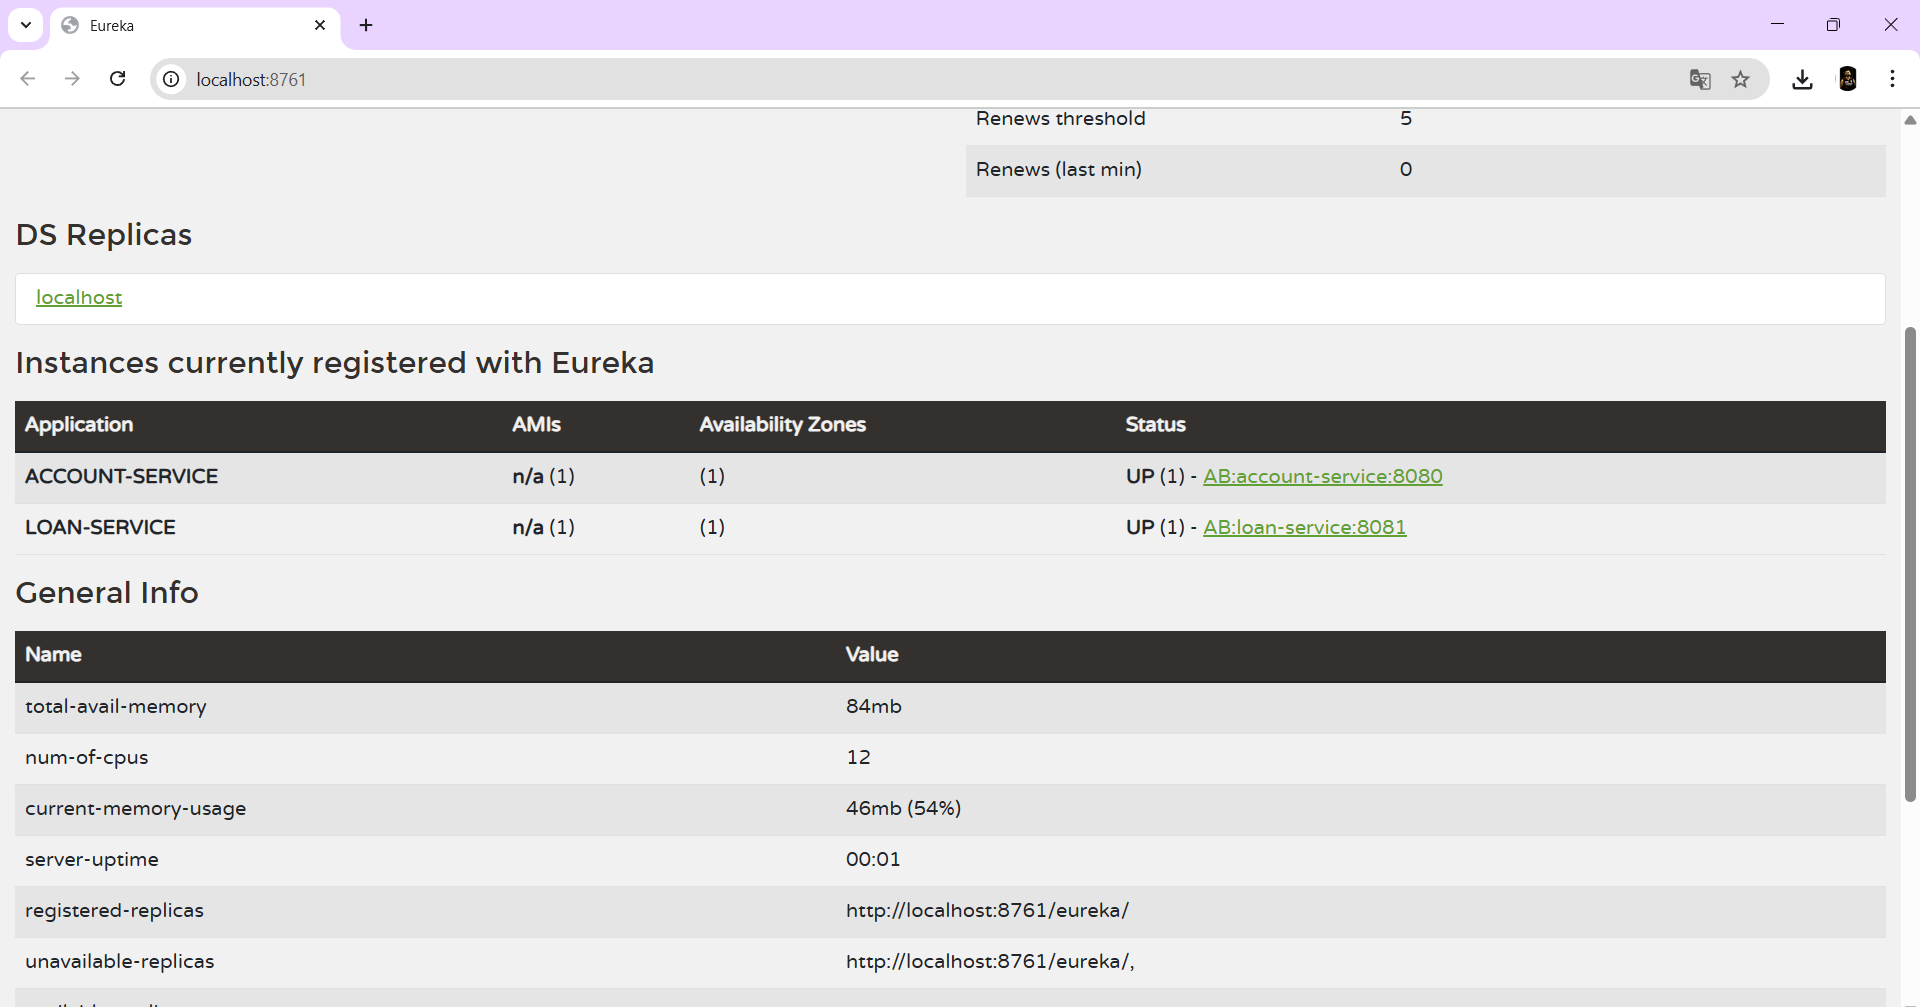 Eureka
localhost:8761
Renews threshold 5
Renews (last min) 0
DS Replicas
localhost
Instances currently registered with Eureka
Application AMIs Availability Zones Status
ACCOUNT-SERVICE n/a (1) (1) UP (1) - AB:account-service:8080
LOAN-SERVICE n/a (1) (1) UP (1) - AB:loan-service:8081
General Info
Name Value
total-avail-memory 84mb
num-of-cpus 12
current-memory-usage 46mb (54%)
server-uptime 00:01
registered-replicas http://localhost:8761/eureka/
unavailable-replicas http://localhost:8761/eureka/,